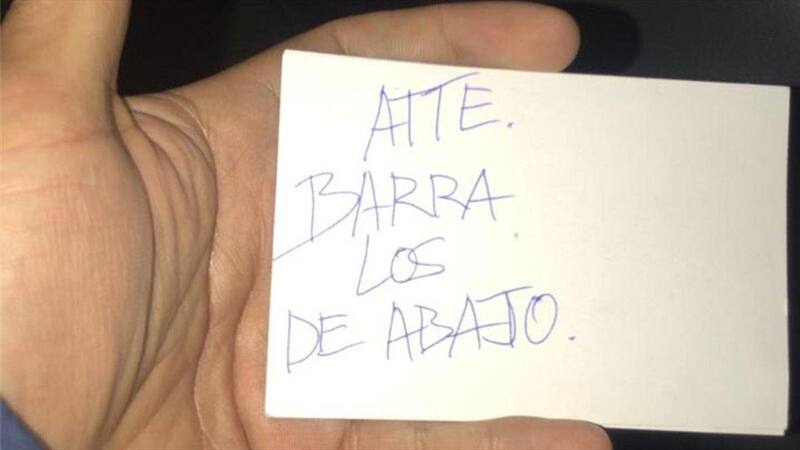 ATTE.
BARRA
LOS
DE ABAJO.